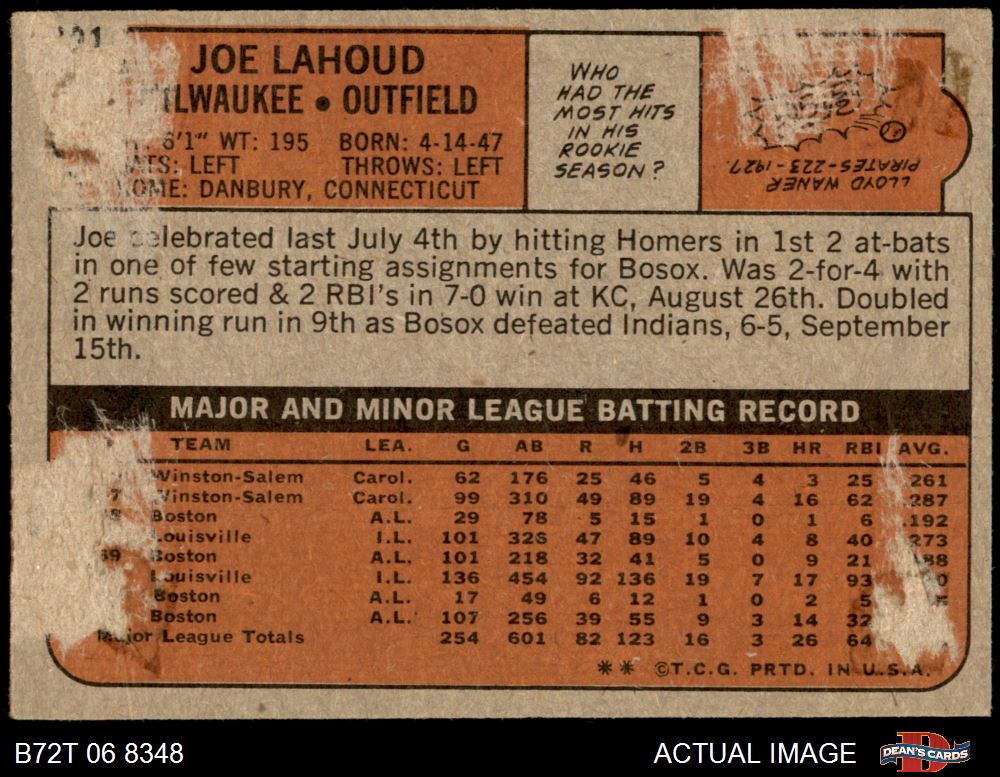 JOE LAHOUD
ILWAUKEE • OUTFIELD
6'1" WT: 195 BORN: 4-14-47
ATS: LEFT THROWS: LEFT
OME: DANBURY, CONNECTICUT
WHO
HAD THE
MOST HITS
IN HIS
ROOKIE
SEASON?
LLOYD WANER
PIRATES-223-1927.
Joe celebrated last July 4th by hitting Homers in 1st 2 at-bats
in one of few starting assignments for Bosox. Was 2-for-4 with
2 runs scored & 2 RBI's in 7-0 win at KC, August 26th. Doubled
in winning run in 9th as Bosox defeated Indians, 6-5, September
15th.
MAJOR AND MINOR LEAGUE BATTING RECORD
TEAM LEA. G AB R H 2B 3B HR RBI AVG.
Winston-Salem Carol. 62 176 25 46 5 4 3 25 .261
7 Winston-Salem Carol. 99 310 49 89 19 4 16 62 .287
8 Boston A.L. 29 78 5 15 1 0 1 6 .192
Louisville I.L. 101 326 47 89 10 4 8 40 .273
69 Boston A.L. 101 218 32 41 5 0 9 21 .188
Louisville I.L. 136 454 92 136 19 7 17 93 0
Boston A.L. 17 49 6 12 1 0 2 5
Boston A.L. 107 256 39 55 9 3 14 32
Major League Totals 254 601 82 123 16 3 26 64
** ©T.C.G. PRTD. IN U.S.A.
B72T 06 8348 ACTUAL IMAGE DEAN'S CARDS